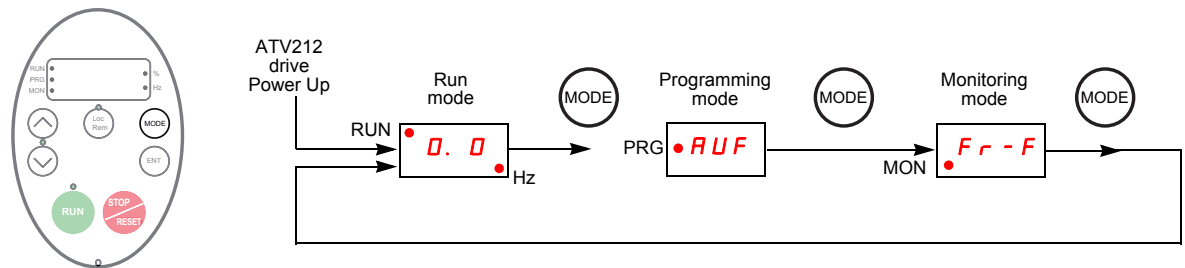 RUN
PRG
MON
%
Hz
Loc
Rem
MODE
ENT
RUN
STOP
RESET
ATV212
drive
Power Up
Run
mode
RUN
0. 0
Hz
MODE
Programming
mode
PRG
AUF
MODE
Monitoring
mode
MON
Fr-F
MODE